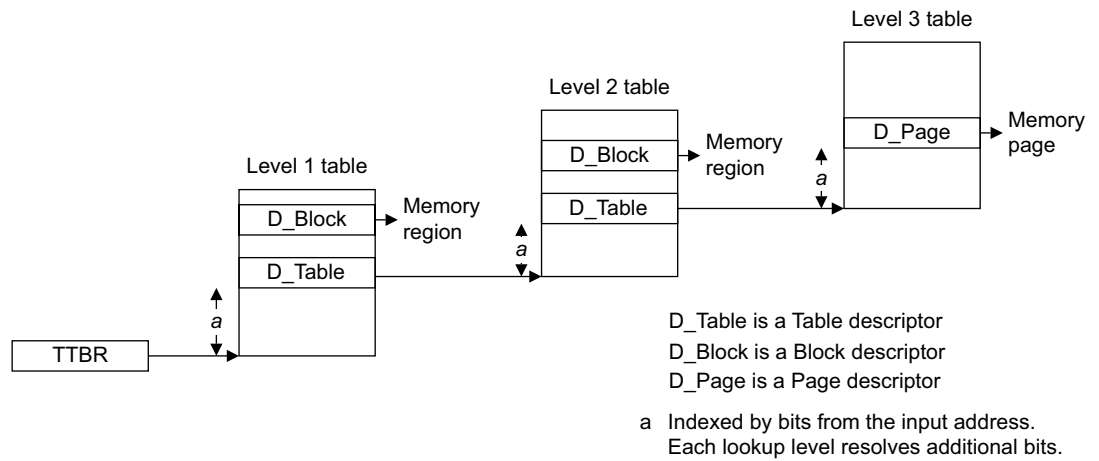 Level 3 table
Level 2 table
D_Page
Memory
page
D_Block
Memory
region
Level 1 table
a
D_Table
D_Block
Memory
region
a
D_Table
a
TTBR
D_Table is a Table descriptor
D_Block is a Block descriptor
D_Page is a Page descriptor
a Indexed by bits from the input address.
Each lookup level resolves additional bits.